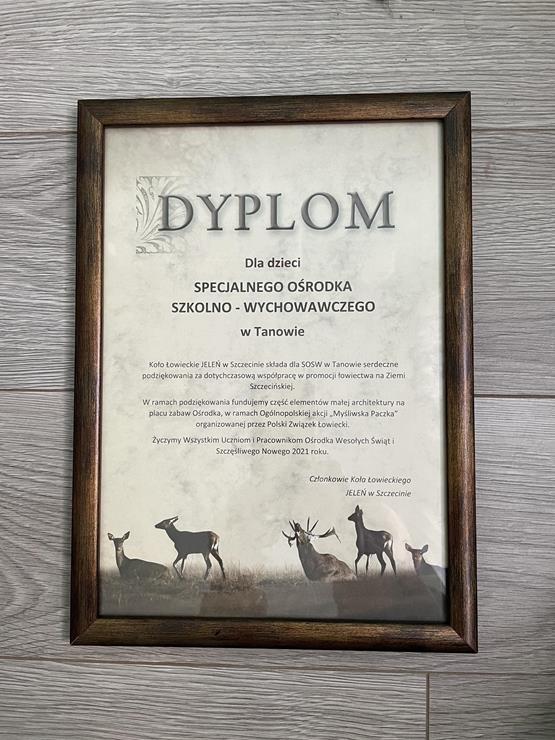 DYPLOM
Dla dzieci
SPECJALNEGO OŚRODKA
SZKOLNO - WYCHOWAWCZEGO
w Tanowie
Koło Łowieckie JELEŃ w Szczecinie składa dla SOSW w Tanowie serdeczne
podziękowania za dotychczasową współpracę w promocji łowiectwa na Ziemi
Szczecińskiej.
W ramach podziękowania fundujemy część elementów małej architektury na
placu zabaw Ośrodka, w ramach Ogólnopolskiej akcji „Myśliwska Paczka”
organizowanej przez Polski Związek Łowiecki.
Życzymy Wszystkim Uczniom i Pracownikom Ośrodka Wesołych Świąt i
Szczęśliwego Nowego 2021 roku.
Członkowie Koła Łowieckiego
JELEŃ w Szczecinie